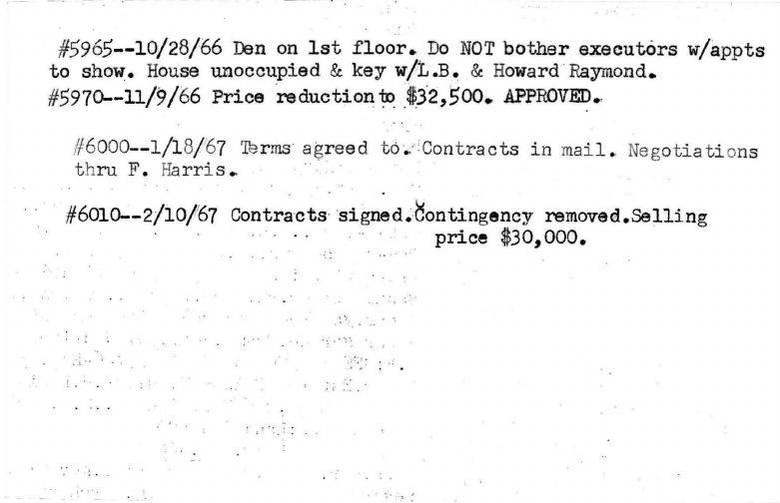 #5965--10/28/66 Den on 1st floor. Do NOT bother executors w/appts
to show. House unoccupied & key w/L.B. & Howard Raymond.
#5970--11/9/66 Price reduction to $32,500. APPROVED.
#6000--1/18/67 Terms agreed to. Contracts in mail. Negotiations
thru F. Harris.
#6010--2/10/67 Contracts signed.Contingency removed.Selling
price $30,000.